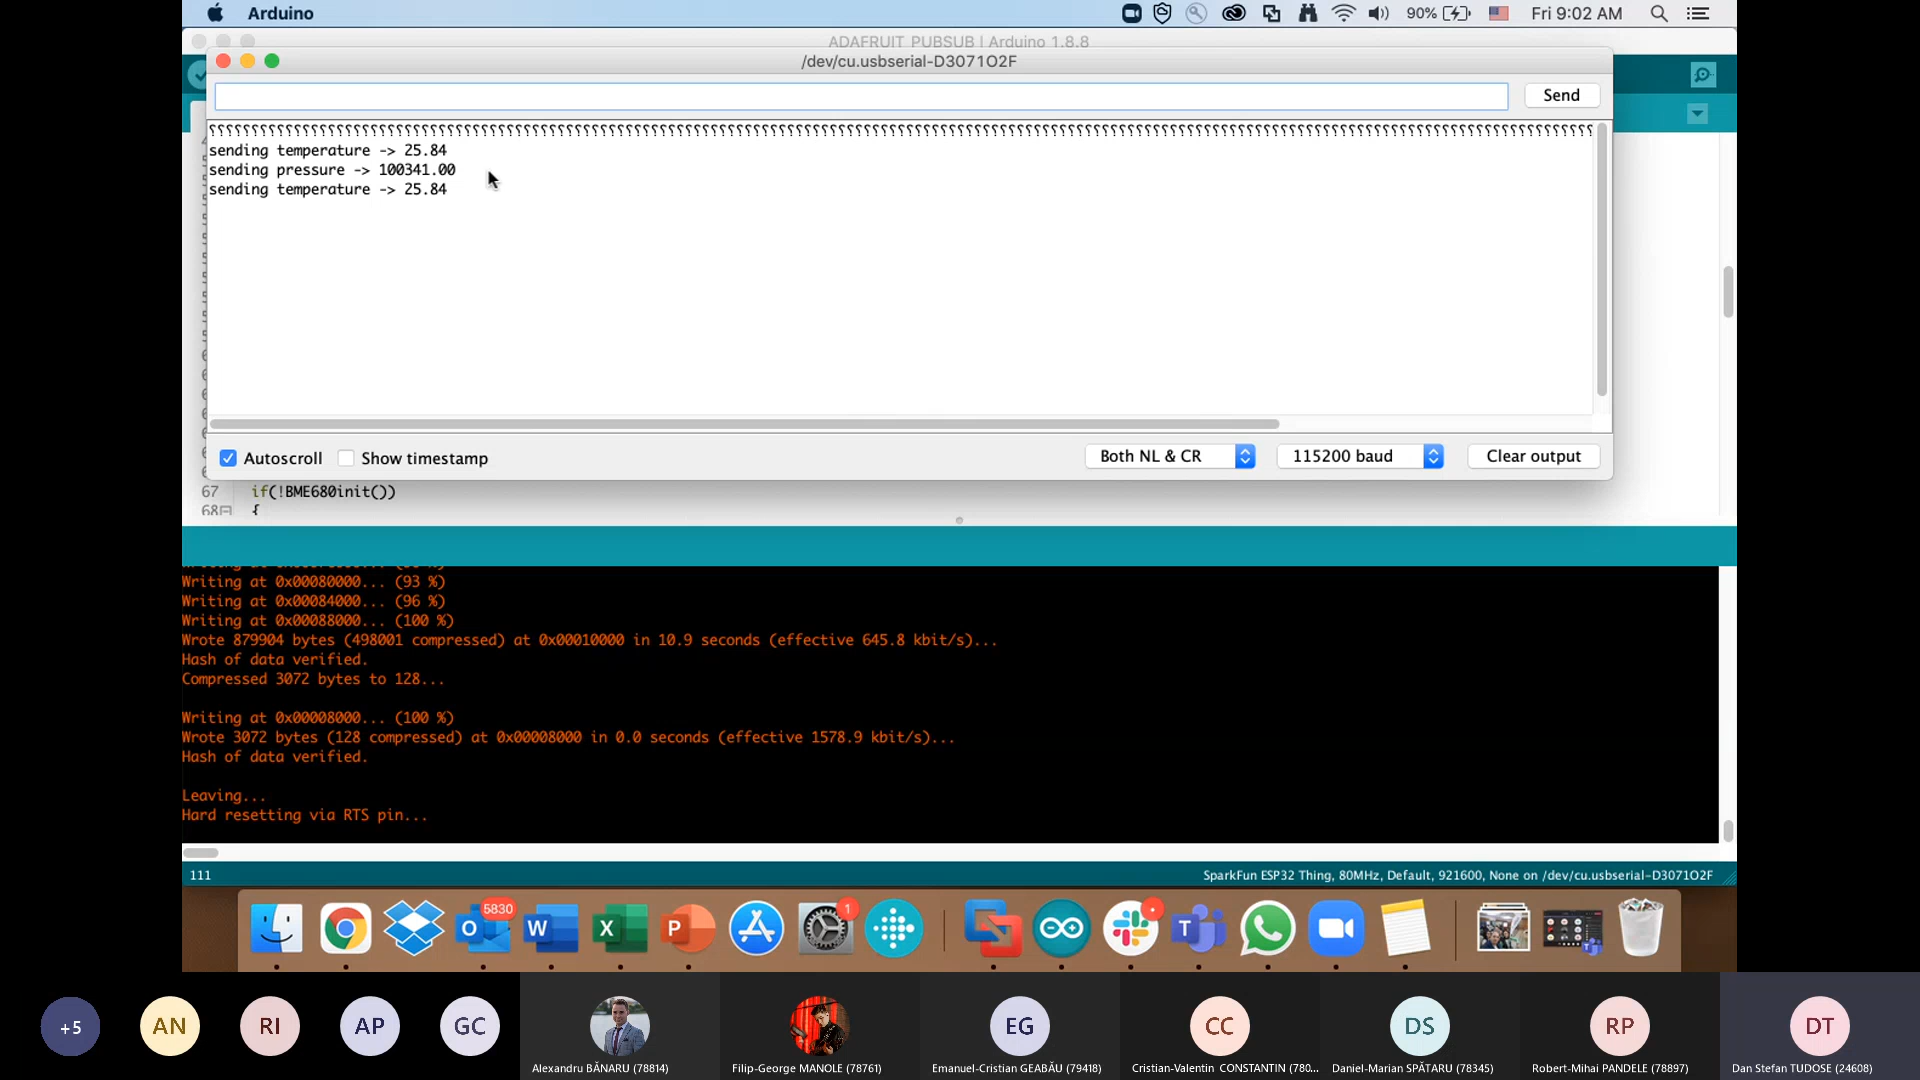 Arduino
90%
Fri 9:02 AM
ADAFRUIT_PUBSUB | Arduino 1.8.8
/dev/cu.usbserial-D3071O2F
Send
sending temperature -> 25.84
sending pressure -> 100341.00
sending temperature -> 25.84
Autoscroll
Show timestamp
Both NL & CR
115200 baud
Clear output
67 if(!BME680init())
68 {
Writing at 0x00080000... (93 %)
Writing at 0x00084000... (96 %)
Writing at 0x00088000... (100 %)
Wrote 879904 bytes (498001 compressed) at 0x00010000 in 10.9 seconds (effective 645.8 kbit/s)...
Hash of data verified.
Compressed 3072 bytes to 128...
Writing at 0x00008000... (100 %)
Wrote 3072 bytes (128 compressed) at 0x00008000 in 0.0 seconds (effective 1578.9 kbit/s)...
Hash of data verified.
Leaving...
Hard resetting via RTS pin...
111
SparkFun ESP32 Thing, 80MHz, Default, 921600, None on /dev/cu.usbserial-D3071O2F
5830
1
O
W
X
P
T
+5
AN
RI
AP
GC
EG
CC
DS
RP
DT
Alexandru BĂNARU (78814)
Filip-George MANOLE (78761)
Emanuel-Cristian GEABĂU (79418)
Cristian-Valentin CONSTANTIN (780...
Daniel-Marian SPĂTARU (78345)
Robert-Mihai PANDELE (78897)
Dan Stefan TUDOSE (24608)